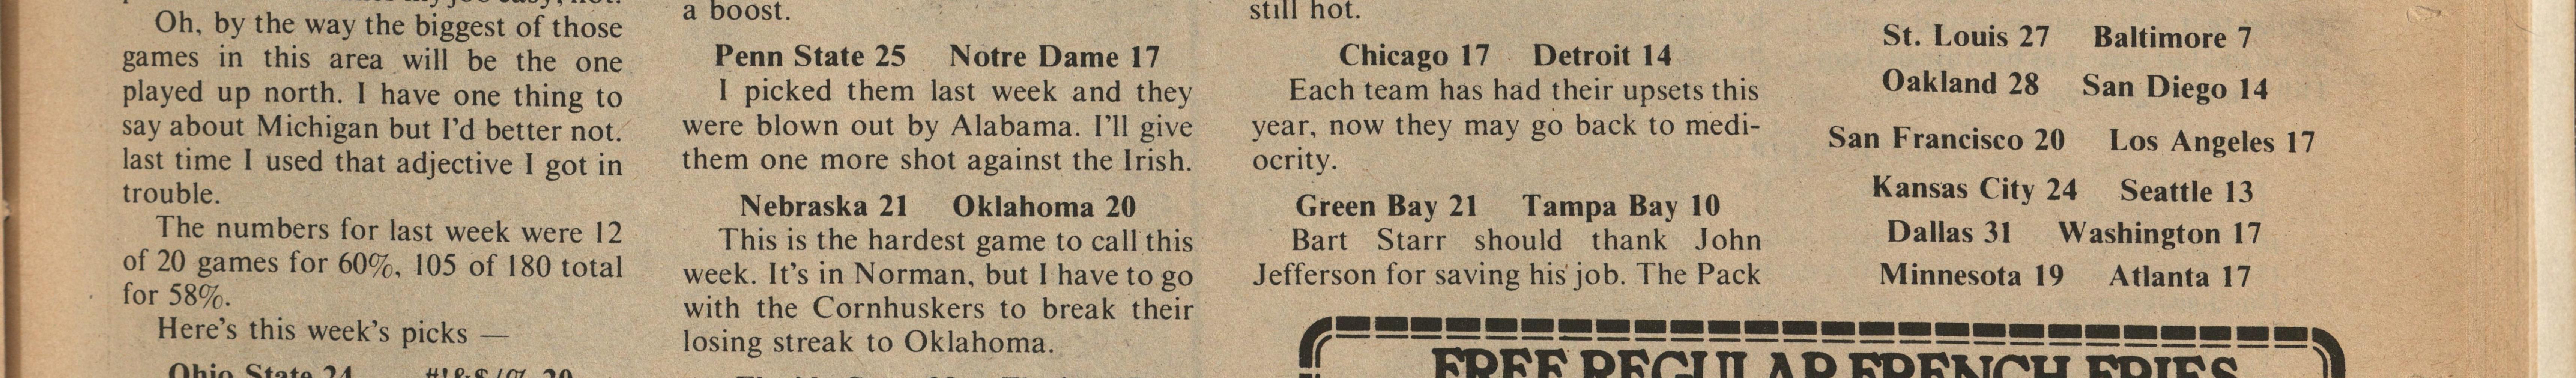 Oh, by the way the biggest of those
games in this area will be the one
played up north. I have one thing to
say about Michigan but I'd better not.
last time I used that adjective I got in
trouble.
The numbers for last week were 12
of 20 games for 60%, 105 of 180 total
for 58%.
Here's this week's picks —
Ohio State 24 #!&$/% 20
a boost.
Penn State 25 Notre Dame 17
I picked them last week and they
were blown out by Alabama. I'll give
them one more shot against the Irish.
Nebraska 21 Oklahoma 20
This is the hardest game to call this
week. It's in Norman, but I have to go
with the Cornhuskers to break their
losing streak to Oklahoma.
still hot.
Chicago 17 Detroit 14
Each team has had their upsets this
year, now they may go back to medi-
ocrity.
Green Bay 21 Tampa Bay 10
Bart Starr should thank John
Jefferson for saving his job. The Pack
St. Louis 27 Baltimore 7
Oakland 28 San Diego 14
San Francisco 20 Los Angeles 17
Kansas City 24 Seattle 13
Dallas 31 Washington 17
Minnesota 19 Atlanta 17
FREE REGULAR FRENCH FRIES